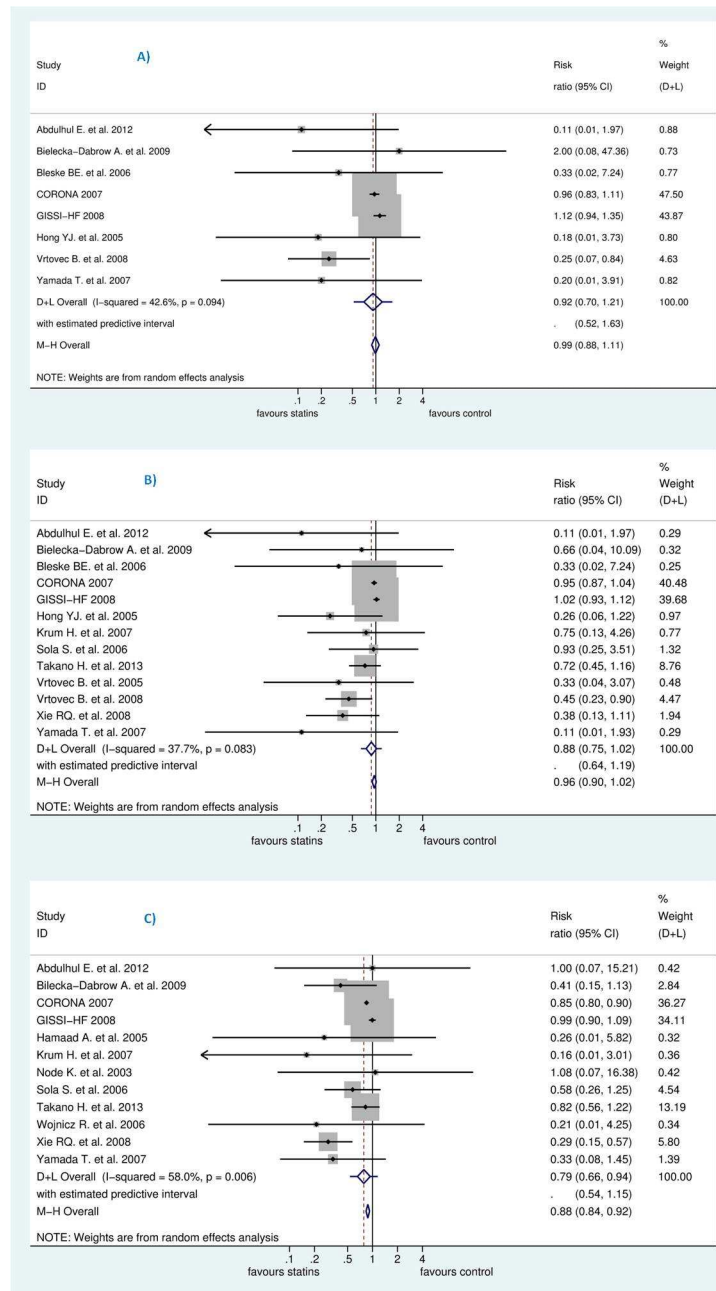 A)
%
Study Risk Weight
ID ratio (95% CI) (D+L)
Abdulhul E. et al. 2012 0.11 (0.01, 1.97) 0.88
Bielecka−Dabrow A. et al. 2009 2.00 (0.08, 47.36) 0.73
Bleske BE. et al. 2006 0.33 (0.02, 7.24) 0.77
CORONA 2007 0.96 (0.83, 1.11) 47.50
GISSI−HF 2008 1.12 (0.94, 1.35) 43.87
Hong YJ. et al. 2005 0.18 (0.01, 3.73) 0.80
Vrtovec B. et al. 2008 0.25 (0.07, 0.84) 4.63
Yamada T. et al. 2007 0.20 (0.01, 3.91) 0.82
D+L Overall (I−squared = 42.6%, p = 0.094) 0.92 (0.70, 1.21) 100.00
with estimated predictive interval . (0.52, 1.63)
M−H Overall 0.99 (0.88, 1.11)
NOTE: Weights are from random effects analysis
.1 .2 .5 1 2 4
favours statins favours control
B)
%
Study Risk Weight
ID ratio (95% CI) (D+L)
Abdulhul E. et al. 2012 0.11 (0.01, 1.97) 0.29
Bielecka−Dabrow A. et al. 2009 0.66 (0.04, 10.09) 0.32
Bleske BE. et al. 2006 0.33 (0.02, 7.24) 0.25
CORONA 2007 0.95 (0.87, 1.04) 40.48
GISSI−HF 2008 1.02 (0.93, 1.12) 39.68
Hong YJ. et al. 2005 0.26 (0.06, 1.22) 0.97
Krum H. et al. 2007 0.75 (0.13, 4.26) 0.77
Sola S. et al. 2006 0.93 (0.25, 3.51) 1.32
Takano H. et al. 2013 0.72 (0.45, 1.16) 8.76
Vrtovec B. et al. 2005 0.33 (0.04, 3.07) 0.48
Vrtovec B. et al. 2008 0.45 (0.23, 0.90) 4.47
Xie RQ. et al. 2008 0.38 (0.13, 1.11) 1.94
Yamada T. et al. 2007 0.11 (0.01, 1.93) 0.29
D+L Overall (I−squared = 37.7%, p = 0.083) 0.88 (0.75, 1.02) 100.00
with estimated predictive interval . (0.64, 1.19)
M−H Overall 0.96 (0.90, 1.02)
NOTE: Weights are from random effects analysis
.1 .2 .5 1 2 4
favours statins favours control
C)
%
Study Risk Weight
ID ratio (95% CI) (D+L)
Abdulhul E. et al. 2012 1.00 (0.07, 15.21) 0.42
Bilecka−Dabrow A. et al. 2009 0.41 (0.15, 1.13) 2.84
CORONA 2007 0.85 (0.80, 0.90) 36.27
GISSI−HF 2008 0.99 (0.90, 1.09) 34.11
Hamaad A. et al. 2005 0.26 (0.01, 5.82) 0.32
Krum H. et al. 2007 0.16 (0.01, 3.01) 0.36
Node K. et al. 2003 1.08 (0.07, 16.38) 0.42
Sola S. et al. 2006 0.58 (0.26, 1.25) 4.54
Takano H. et al. 2013 0.82 (0.56, 1.22) 13.19
Wojnicz R. et al. 2006 0.21 (0.01, 4.25) 0.34
Xie RQ. et al. 2008 0.29 (0.15, 0.57) 5.80
Yamada T. et al. 2007 0.33 (0.08, 1.45) 1.39
D+L Overall (I−squared = 58.0%, p = 0.006) 0.79 (0.66, 0.94) 100.00
with estimated predictive interval . (0.54, 1.15)
M−H Overall 0.88 (0.84, 0.92)
NOTE: Weights are from random effects analysis
.1 .2 .5 1 2 4
favours statins favours control